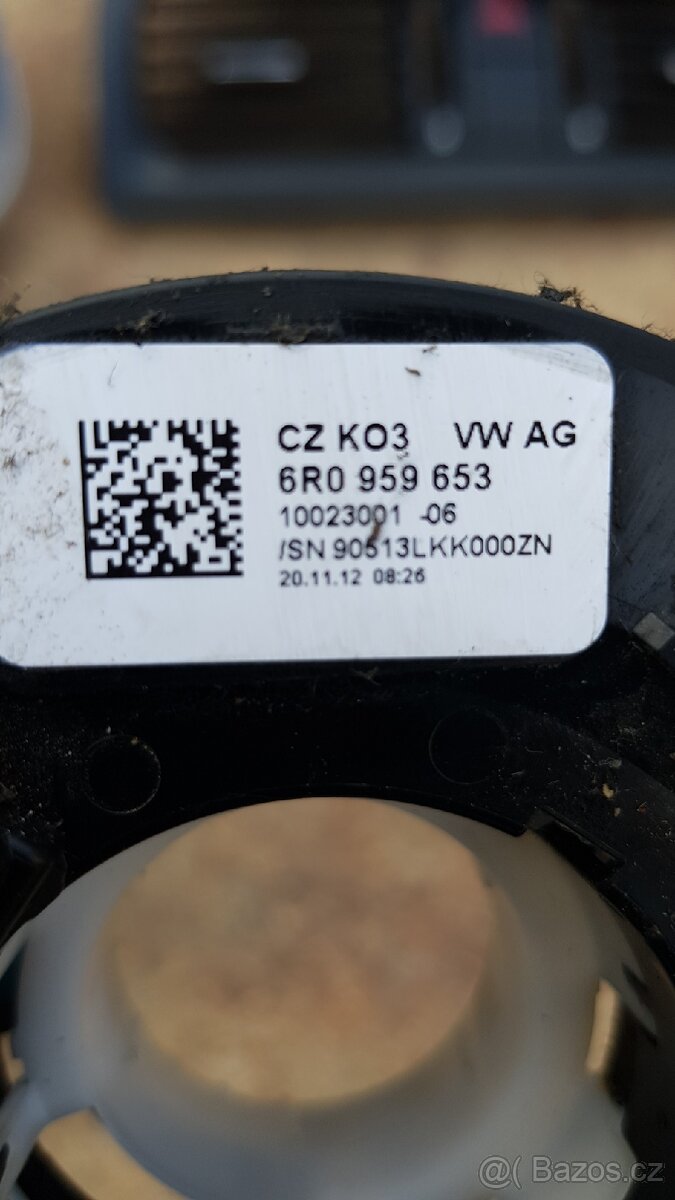 CZ KO3 VW AG
6R0 959 653
10023001 -06
/SN 90513LKK000ZN
20.11.12 08:26
@( Bazos.cz